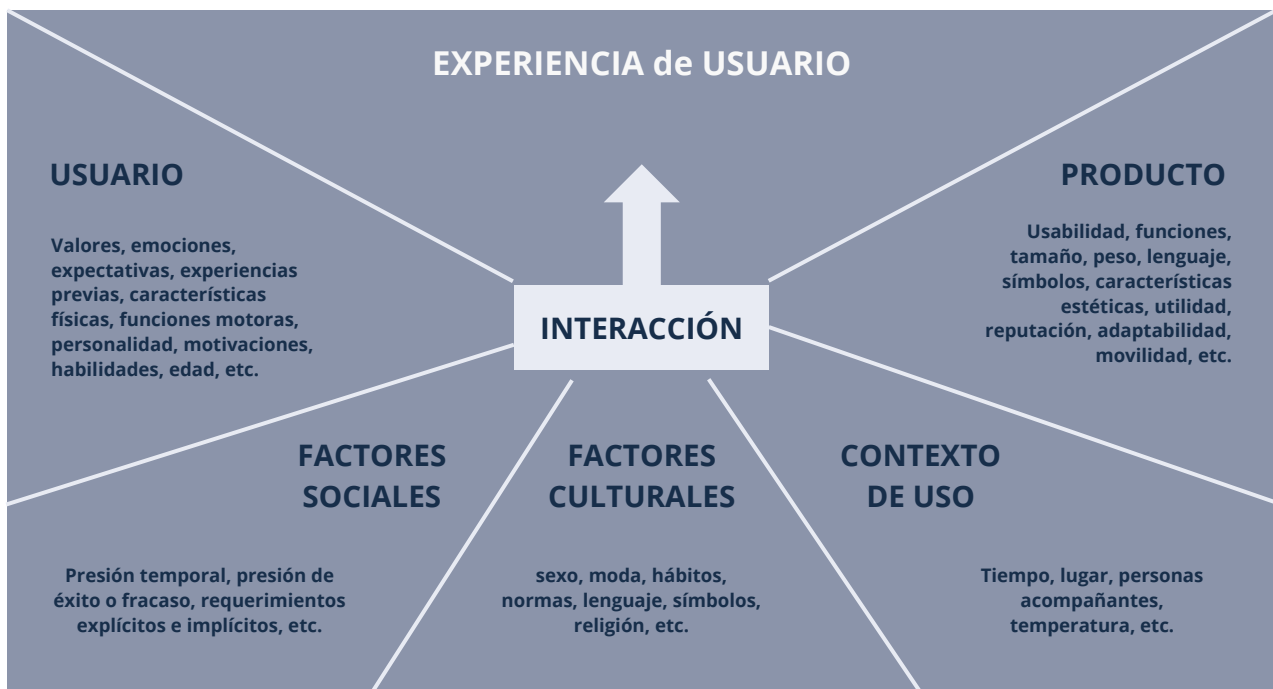 EXPERIENCIA de USUARIO
USUARIO
Valores, emociones,
expectativas, experiencias
previas, características
físicas, funciones motoras,
personalidad, motivaciones,
habilidades, edad, etc.
PRODUCTO
Usabilidad, funciones,
tamaño, peso, lenguaje,
símbolos, características
estéticas, utilidad,
reputación, adaptabilidad,
movilidad, etc.
INTERACCIÓN
FACTORES
SOCIALES
Presión temporal, presión de
éxito o fracaso, requerimientos
explícitos e implícitos, etc.
FACTORES
CULTURALES
sexo, moda, hábitos,
normas, lenguaje, símbolos,
religión, etc.
CONTEXTO
DE USO
Tiempo, lugar, personas
acompañantes,
temperatura, etc.